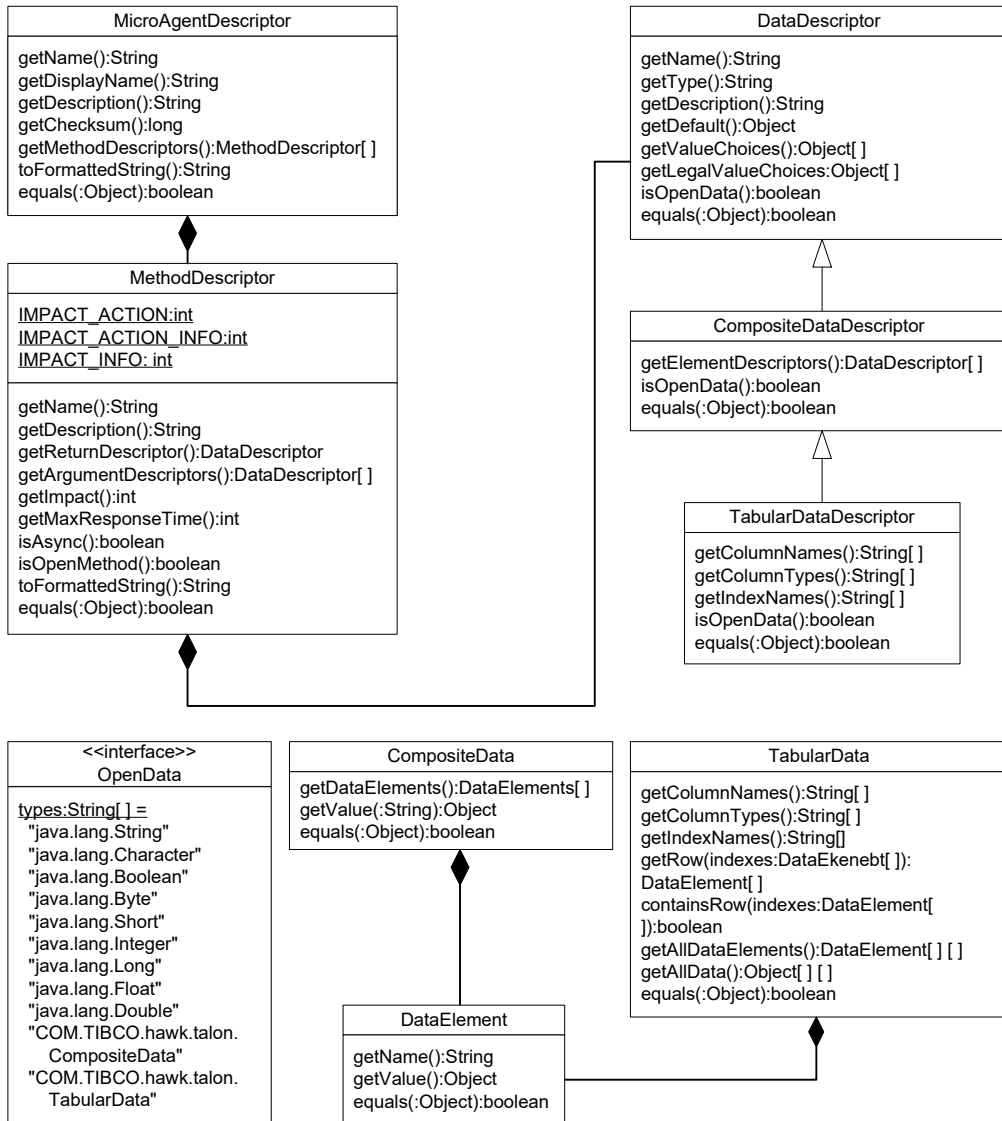 MicroAgentDescriptor
getName():String
getDisplayName():String
getDescription():String
getChecksum():long
getMethodDescriptors():MethodDescriptor[ ]
toFormattedString():String
equals(:Object):boolean
MethodDescriptor
IMPACT_ACTION:int
IMPACT_ACTION_INFO:int
IMPACT_INFO: int
getName():String
getDescription():String
getReturnDescriptor():DataDescriptor
getArgumentDescriptors():DataDescriptor[ ]
getImpact():int
getMaxResponseTime():int
isAsync():boolean
isOpenMethod():boolean
toFormattedString():String
equals(:Object):boolean
DataDescriptor
getName():String
getType():String
getDescription():String
getDefault():Object
getValueChoices():Object[ ]
getLegalValueChoices:Object[ ]
isOpenData():boolean
equals(:Object):boolean
CompositeDataDescriptor
getElementDescriptors():DataDescriptor[ ]
isOpenData():boolean
equals(:Object):boolean
TabularDataDescriptor
getColumnNames():String[ ]
getColumnTypes():String[ ]
getIndexNames():String[ ]
isOpenData():boolean
equals(:Object):boolean
<<interface>>
OpenData
types:String[ ] =
"java.lang.String"
"java.lang.Character"
"java.lang.Boolean"
"java.lang.Byte"
"java.lang.Short"
"java.lang.Integer"
"java.lang.Long"
"java.lang.Float"
"java.lang.Double"
"COM.TIBCO.hawk.talon.
CompositeData"
"COM.TIBCO.hawk.talon.
TabularData"
CompositeData
getDataElements():DataElements[ ]
getValue(:String):Object
equals(:Object):boolean
DataElement
getName():String
getValue():Object
equals(:Object):boolean
TabularData
getColumnNames():String[ ]
getColumnTypes():String[ ]
getIndexNames():String[]
getRow(indexes:DataEkenebt[ ]):
DataElement[ ]
containsRow(indexes:DataElement[
]):boolean
getAllDataElements():DataElement[ ] [ ]
getAllData():Object[ ] [ ]
equals(:Object):boolean